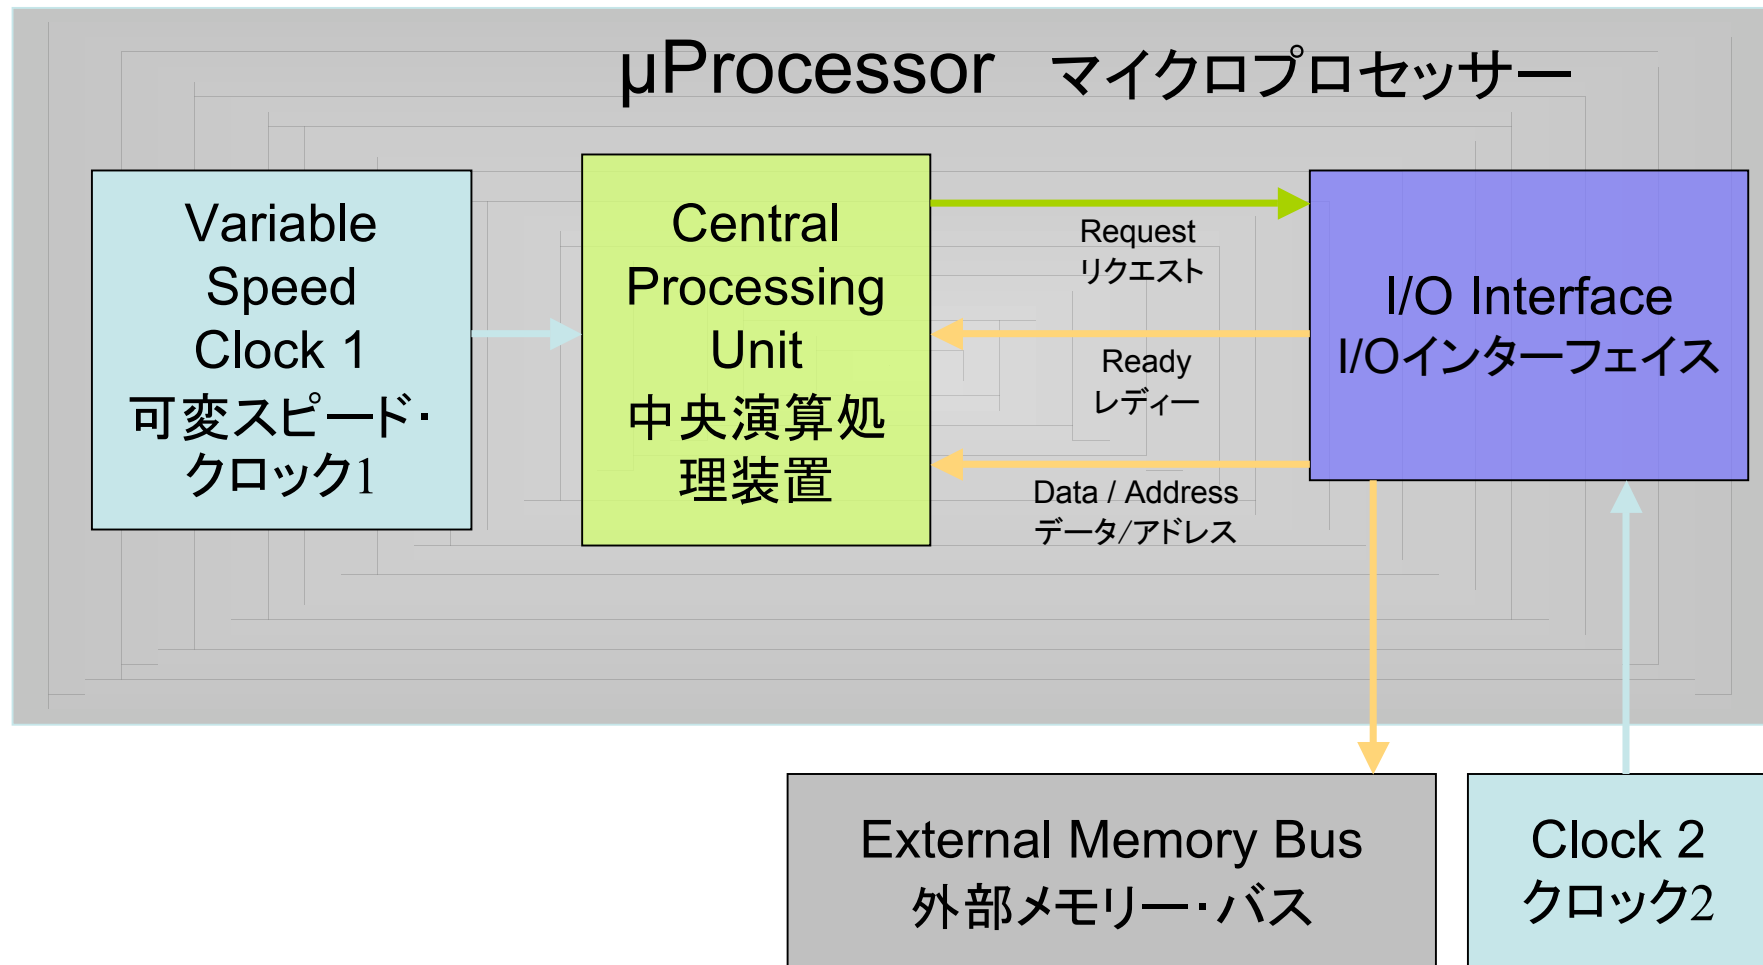 µProcessor マイクロプロセッサー
Variable
Speed
Clock 1
可変スピード・
クロック1
Central
Processing
Unit
中央演算処
理装置
Request
リクエスト
Ready
レディー
Data / Address
データ/アドレス
I/O Interface
I/Oインターフェイス
External Memory Bus
外部メモリー・バス
Clock 2
クロック2